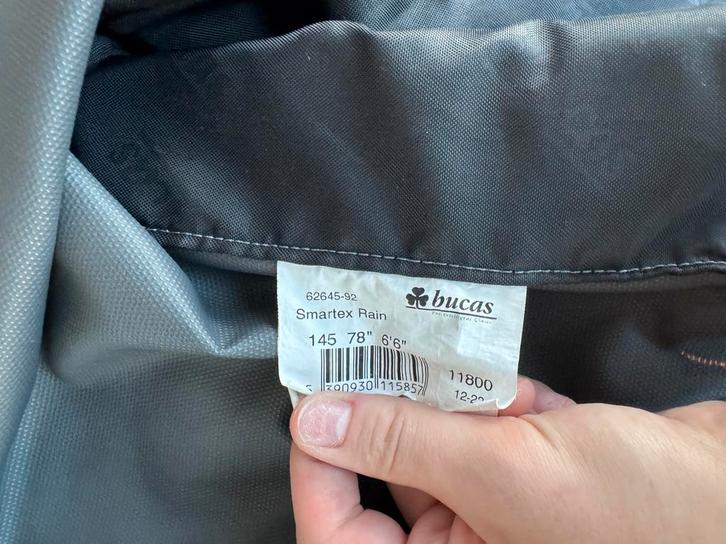 62645-92
Smartex Rain
bucas
145 78" 6'6"
390930 115857
11800